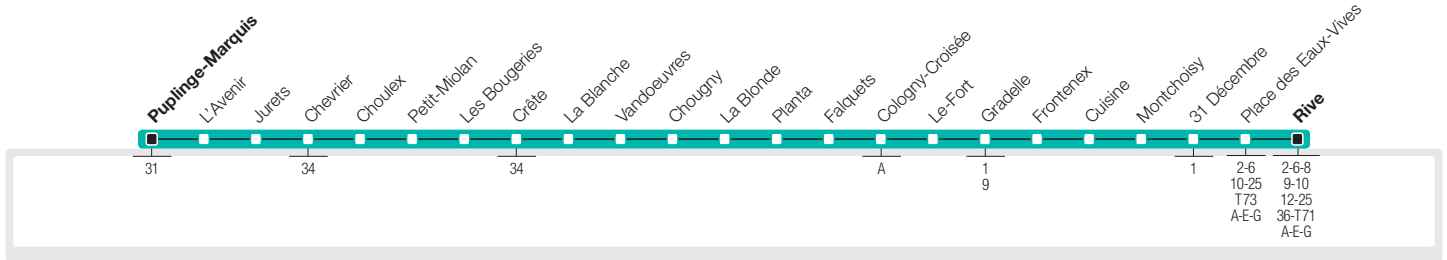 Puplinge-Marquis
L'Avenir
Jurets
Chevrier
Choulex
Petit-Miolan
Les Bougeries
Crête
La Blanche
Vandoeuvres
Chougny
La Blonde
Planta
Falquets
Cologny-Croisée
Le-Fort
Gradelle
Frontenex
Cuisine
Montchoisy
31 Décembre
Place des Eaux-Vives
Rive
31
34
34
A
1
9
1
2-6
10-25
T73
A-E-G
2-6-8
9-10
12-25
36-T71
A-E-G